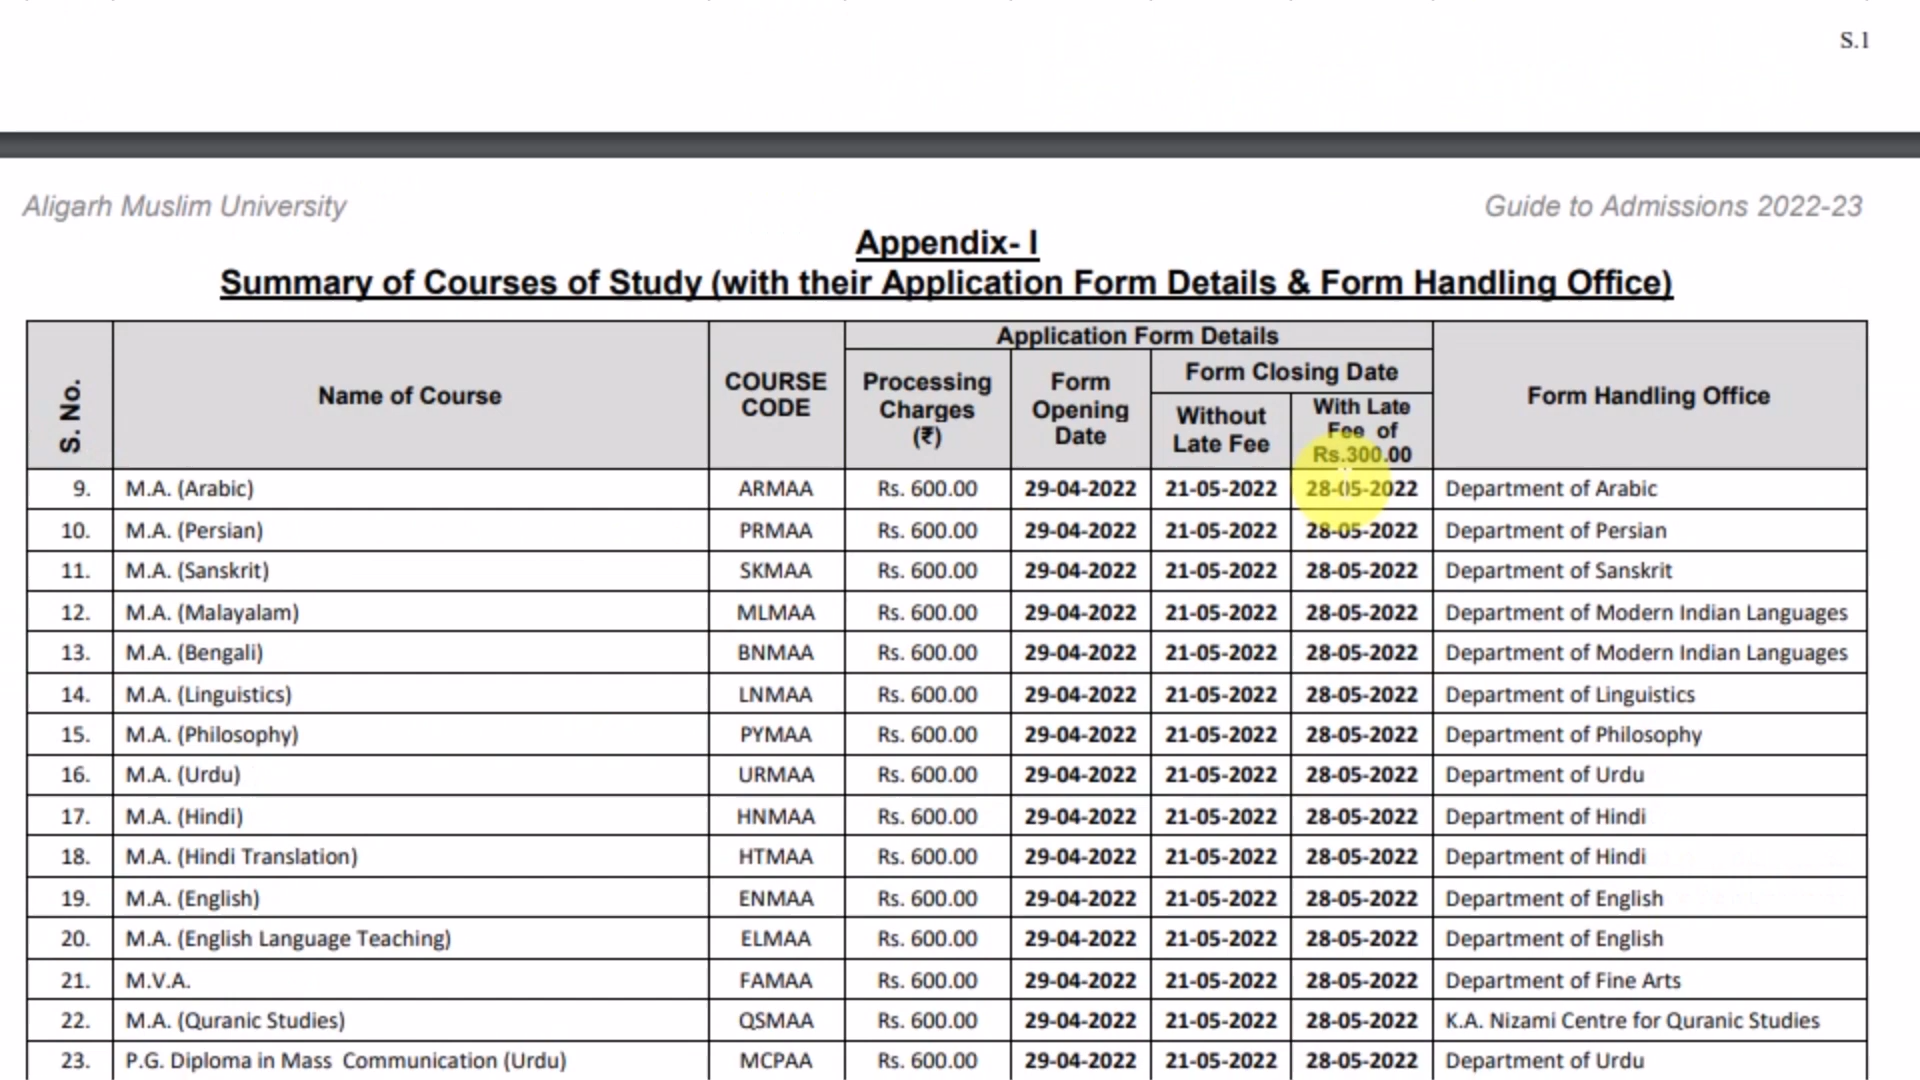 S.1
Aligarh Muslim University Guide to Admissions 2022-23
Appendix- I
Summary of Courses of Study (with their Application Form Details & Form Handling Office)
S. No.
Name of Course
COURSE
CODE
Application Form Details
Processing
Charges
(₹)
Form
Opening
Date
Form Closing Date
Without
Late Fee
With Late
Fee of
Rs.300.00
Form Handling Office
9. M.A. (Arabic) ARMAA Rs. 600.00 29-04-2022 21-05-2022 28-05-2022 Department of Arabic
10. M.A. (Persian) PRMAA Rs. 600.00 29-04-2022 21-05-2022 28-05-2022 Department of Persian
11. M.A. (Sanskrit) SKMAA Rs. 600.00 29-04-2022 21-05-2022 28-05-2022 Department of Sanskrit
12. M.A. (Malayalam) MLMAA Rs. 600.00 29-04-2022 21-05-2022 28-05-2022 Department of Modern Indian Languages
13. M.A. (Bengali) BNMAA Rs. 600.00 29-04-2022 21-05-2022 28-05-2022 Department of Modern Indian Languages
14. M.A. (Linguistics) LNMAA Rs. 600.00 29-04-2022 21-05-2022 28-05-2022 Department of Linguistics
15. M.A. (Philosophy) PYMAA Rs. 600.00 29-04-2022 21-05-2022 28-05-2022 Department of Philosophy
16. M.A. (Urdu) URMAA Rs. 600.00 29-04-2022 21-05-2022 28-05-2022 Department of Urdu
17. M.A. (Hindi) HNMAA Rs. 600.00 29-04-2022 21-05-2022 28-05-2022 Department of Hindi
18. M.A. (Hindi Translation) HTMAA Rs. 600.00 29-04-2022 21-05-2022 28-05-2022 Department of Hindi
19. M.A. (English) ENMAA Rs. 600.00 29-04-2022 21-05-2022 28-05-2022 Department of English
20. M.A. (English Language Teaching) ELMAA Rs. 600.00 29-04-2022 21-05-2022 28-05-2022 Department of English
21. M.V.A. FAMAA Rs. 600.00 29-04-2022 21-05-2022 28-05-2022 Department of Fine Arts
22. M.A. (Quranic Studies) QSMAA Rs. 600.00 29-04-2022 21-05-2022 28-05-2022 K.A. Nizami Centre for Quranic Studies
23. P.G. Diploma in Mass Communication (Urdu) MCPAA Rs. 600.00 29-04-2022 21-05-2022 28-05-2022 Department of Urdu